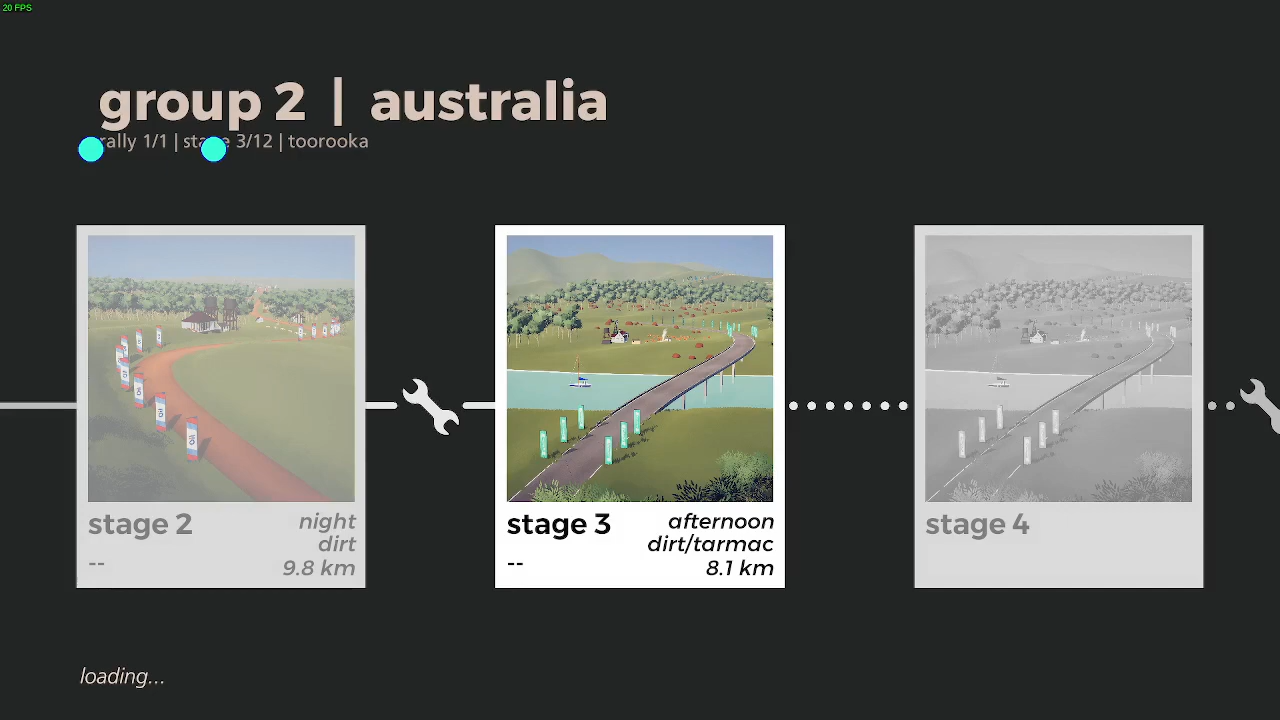 20 FPS
group 2 | australia
rally 1/1 | stage 3/12 | toorooka
stage 2
night
dirt
--
9.8 km
stage 3
afternoon
dirt/tarmac
--
8.1 km
stage 4
loading...